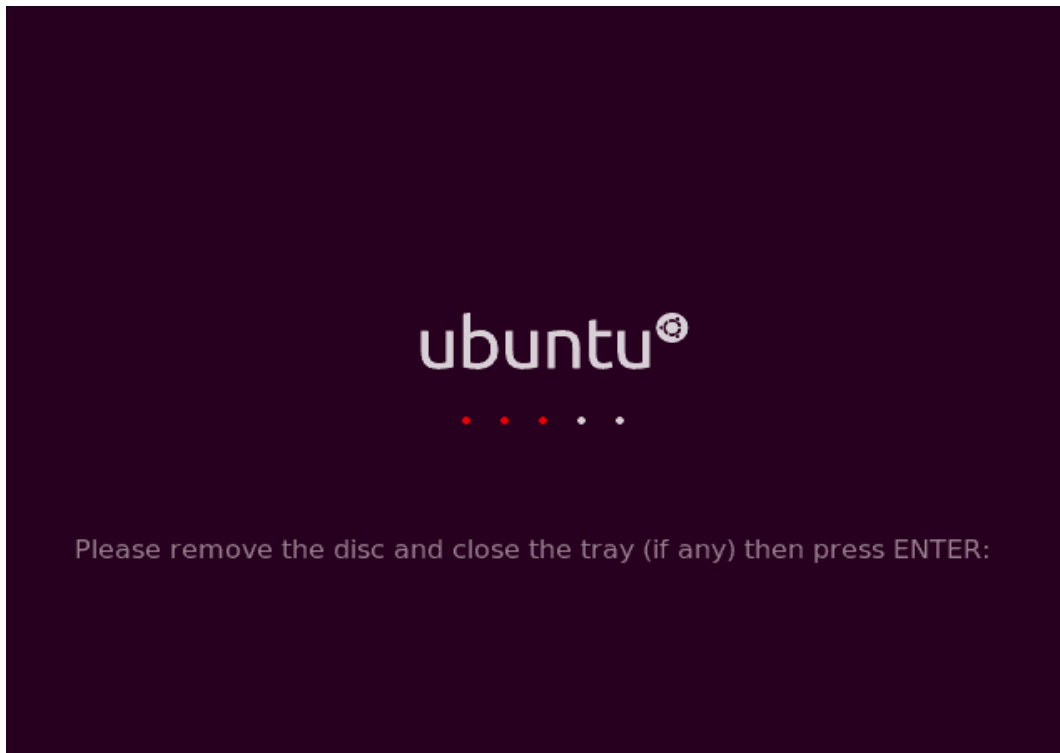 ubuntu
Please remove the disc and close the tray (if any) then press ENTER: